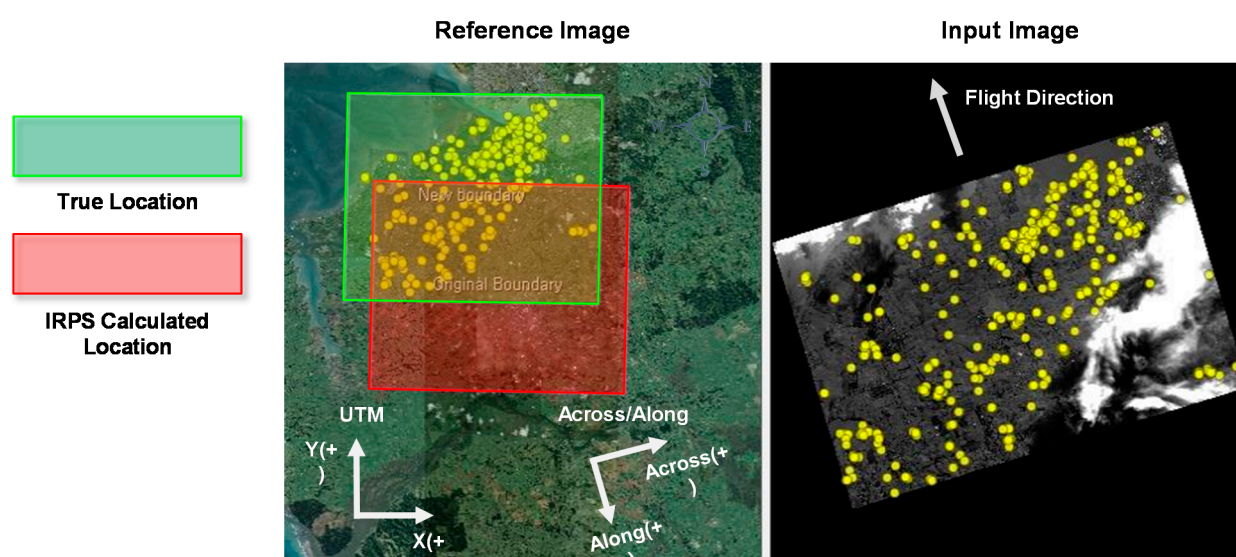 Reference Image
Input Image
True Location
IRPS Calculated
Location
N
E
S
New boundary
Original Boundary
UTM
Y(+
)
X(+
Across/Along
Across(+
)
Along(+
)
Flight Direction